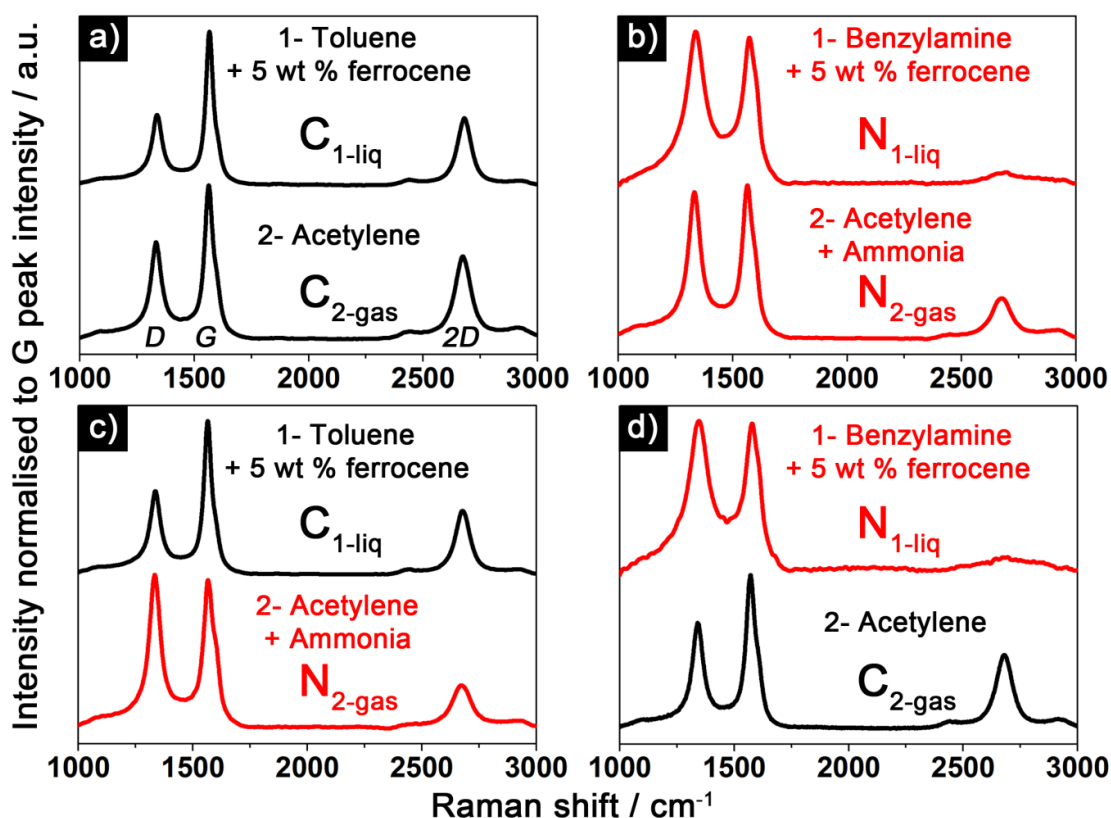 Intensity normalised to G peak intensity / a.u.
a)
1- Toluene
+ 5 wt % ferrocene
C1-liq
2- Acetylene
C2-gas
D G 2D
1000 1500 2000 2500 3000
b)
1- Benzylamine
+ 5 wt % ferrocene
N1-liq
2- Acetylene
+ Ammonia
N2-gas
1000 1500 2000 2500 3000
c)
1- Toluene
+ 5 wt % ferrocene
C1-liq
2- Acetylene
+ Ammonia
N2-gas
1000 1500 2000 2500 3000
d)
1- Benzylamine
+ 5 wt % ferrocene
N1-liq
2- Acetylene
C2-gas
1000 1500 2000 2500 3000
Raman shift / cm⁻¹